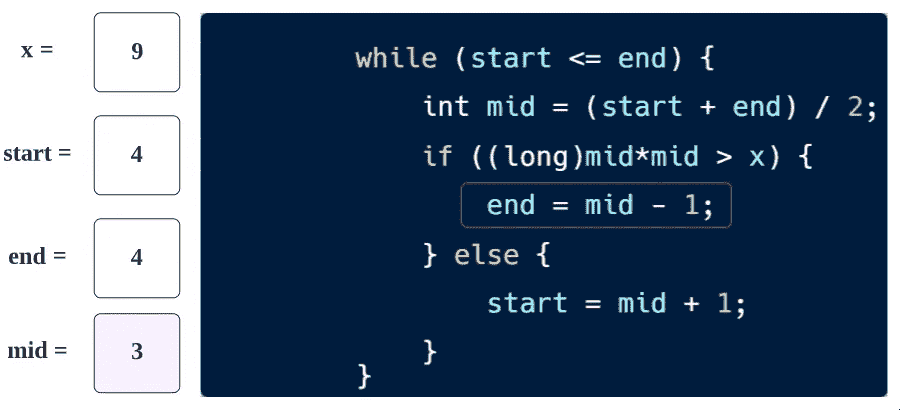 x = 9
start = 4
end = 4
mid = 3
while (start <= end) {
int mid = (start + end) / 2;
if ((long)mid*mid > x) {
end = mid - 1;
} else {
start = mid + 1;
}
}